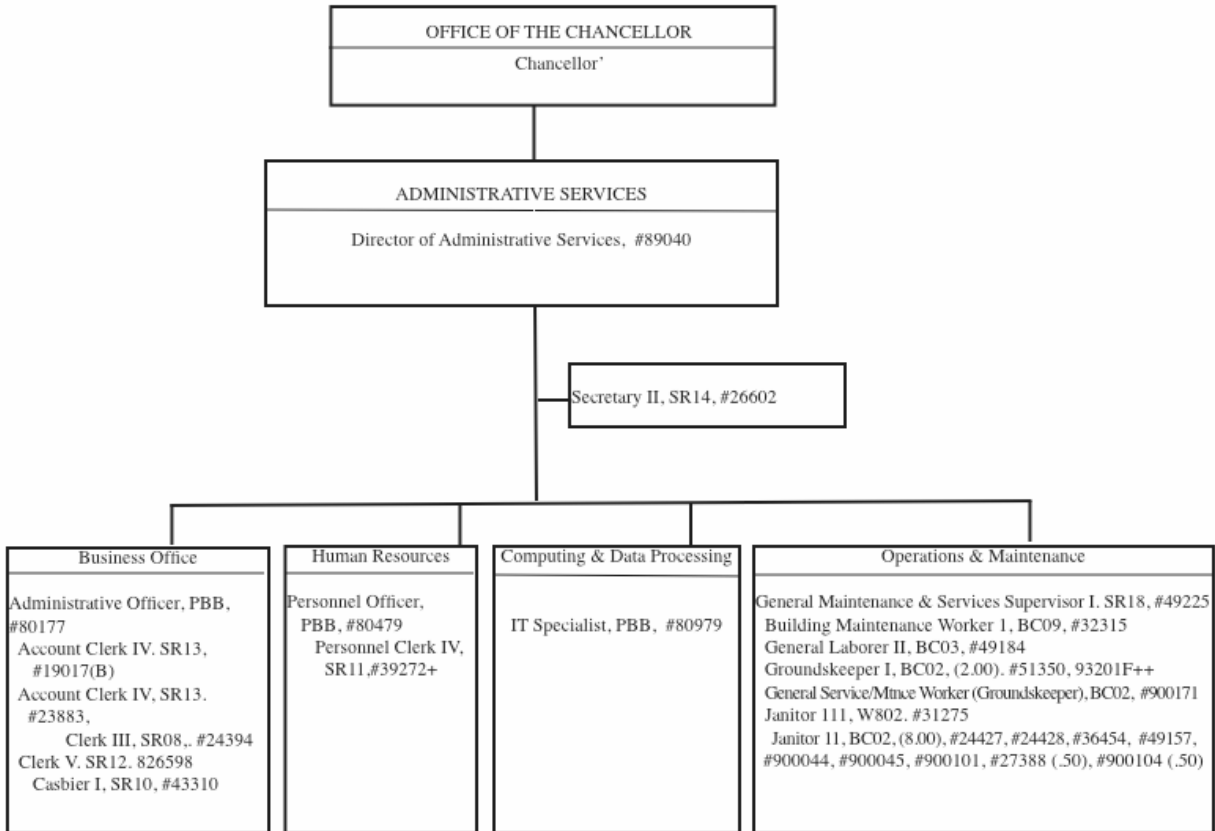 OFFICE OF THE CHANCELLOR
Chancellor’
ADMINISTRATIVE SERVICES
Director of Administrative Services, #89040
Secretary II, SR14, #26602
Business Office
Administrative Officer, PBB,
#80177
Account Clerk IV. SR13,
#19017(B)
Account Clerk IV, SR13.
#23883,
Clerk III, SR08,. #24394
Clerk V. SR12. 826598
Casbier I, SR10, #43310
Human Resources
Personnel Officer,
PBB, #80479
Personnel Clerk IV,
SR11,#39272+
Computing & Data Processing
IT Specialist, PBB, #80979
Operations & Maintenance
General Maintenance & Services Supervisor I. SR18, #49225
Building Maintenance Worker 1, BC09, #32315
General Laborer II, BC03, #49184
Groundskeeper I, BC02, (2.00). #51350, 93201F++
General Service/Mtnce Worker (Groundskeeper), BC02, #900171
Janitor 111, W802. #31275
Janitor 11, BC02, (8.00), #24427, #24428, #36454, #49157,
#900044, #900045, #900101, #27388 (.50), #900104 (.50)